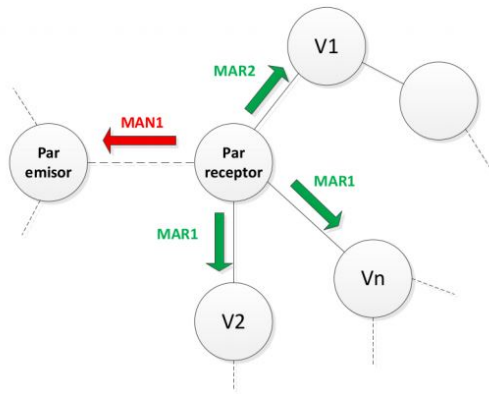 V1
MAR2
MAN1
Par
emisor
Par
receptor
MAR1
MAR1
Vn
V2